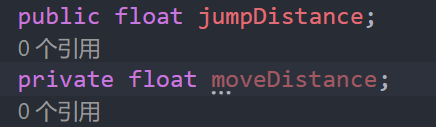 public float jumpDistance;
0 个引用
private float moveDistance;
0 个引用